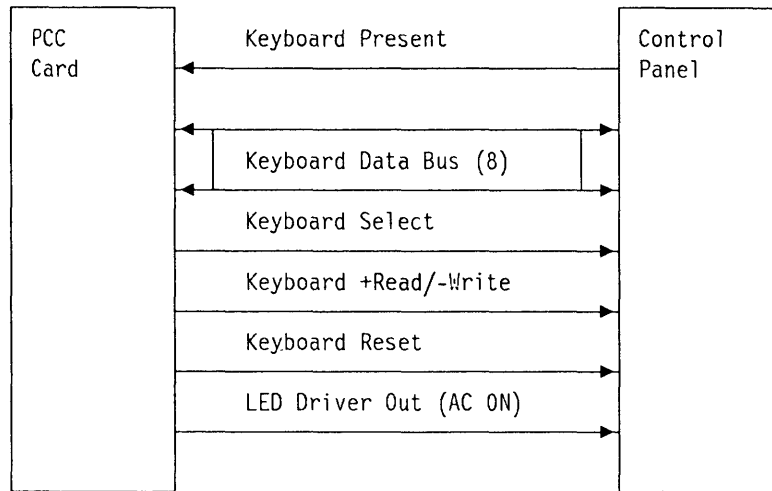 PCC
Card
Keyboard Present
Control
Panel
Keyboard Data Bus (8)
Keyboard Select
Keyboard +Read/-Write
Keyboard Reset
LED Driver Out (AC ON)